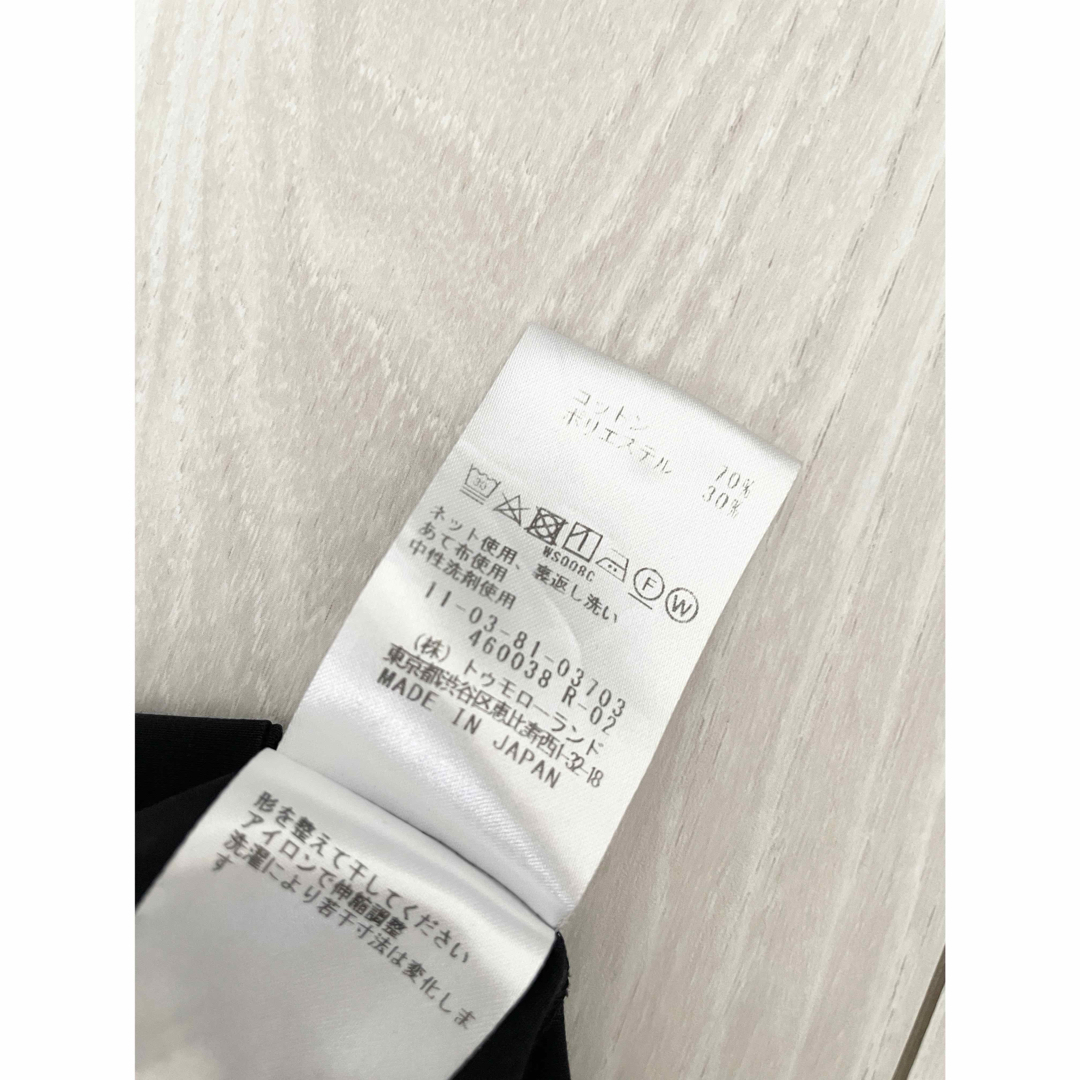 コットン 70%
ポリエステル 30%
30
F W
WS008C
ネット使用、裏返し洗い
あて布使用
中性洗剤使用
11-03-81-03703
460038 R-02
(株)トゥモローランド
東京都渋谷区恵比寿西1-32-18
MADE IN JAPAN
形を整えて干してください
アイロンで伸縮調整
洗濯により若干寸法は変化しま
す